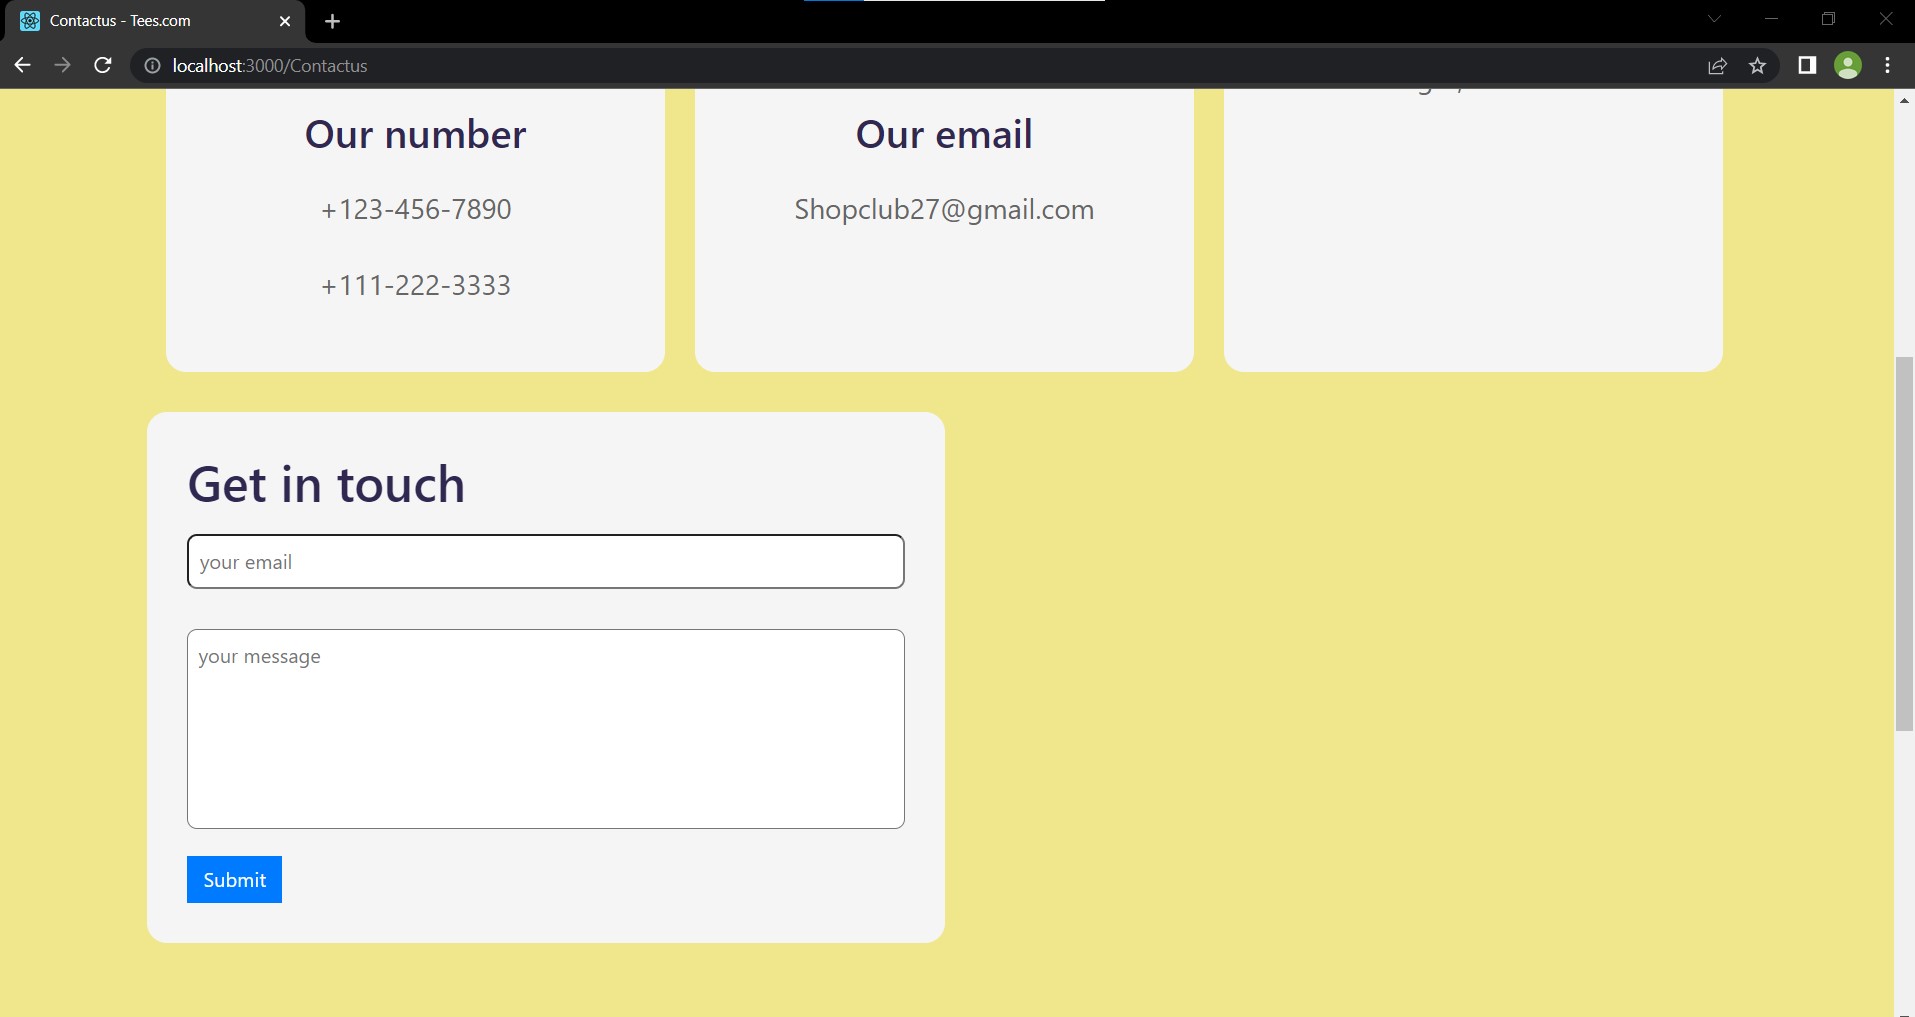 Contactus - Tees.com
localhost:3000/Contactus
Our number
Our email
+123-456-7890
Shopclub27@gmail.com
+111-222-3333
Get in touch
your email
your message
Submit